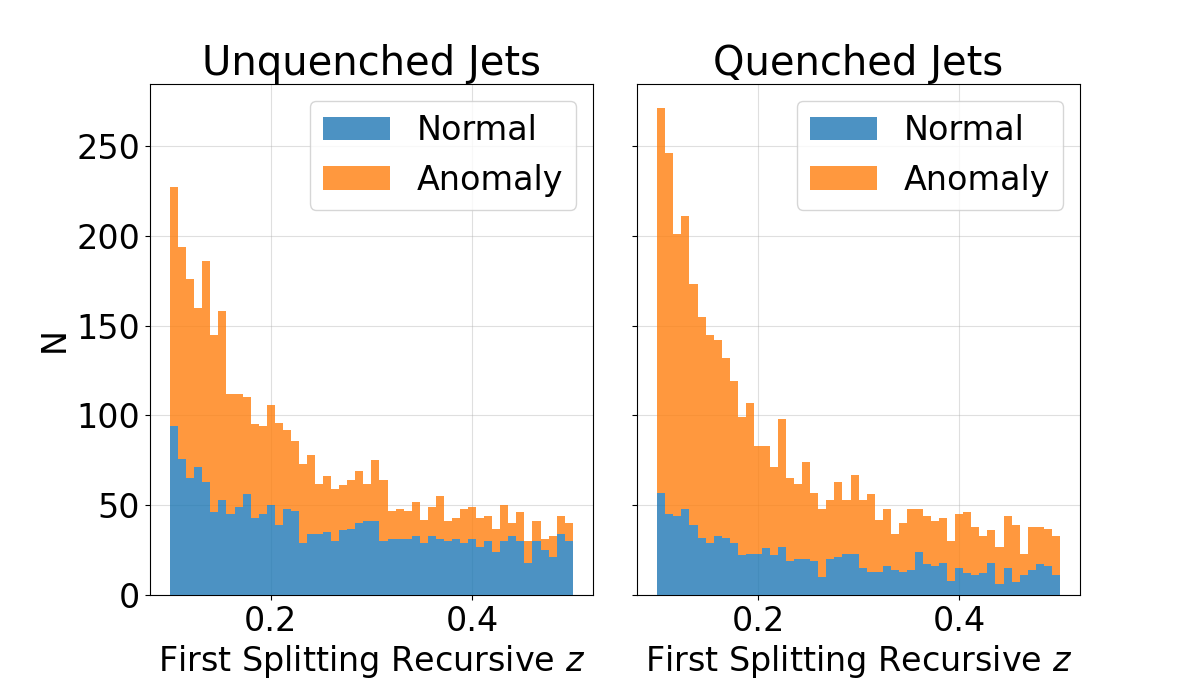 Unquenched Jets
Quenched Jets
Normal
Anomaly
Normal
Anomaly
N
250
200
150
100
50
0
0.2
0.4
0.2
0.4
First Splitting Recursive z
First Splitting Recursive z